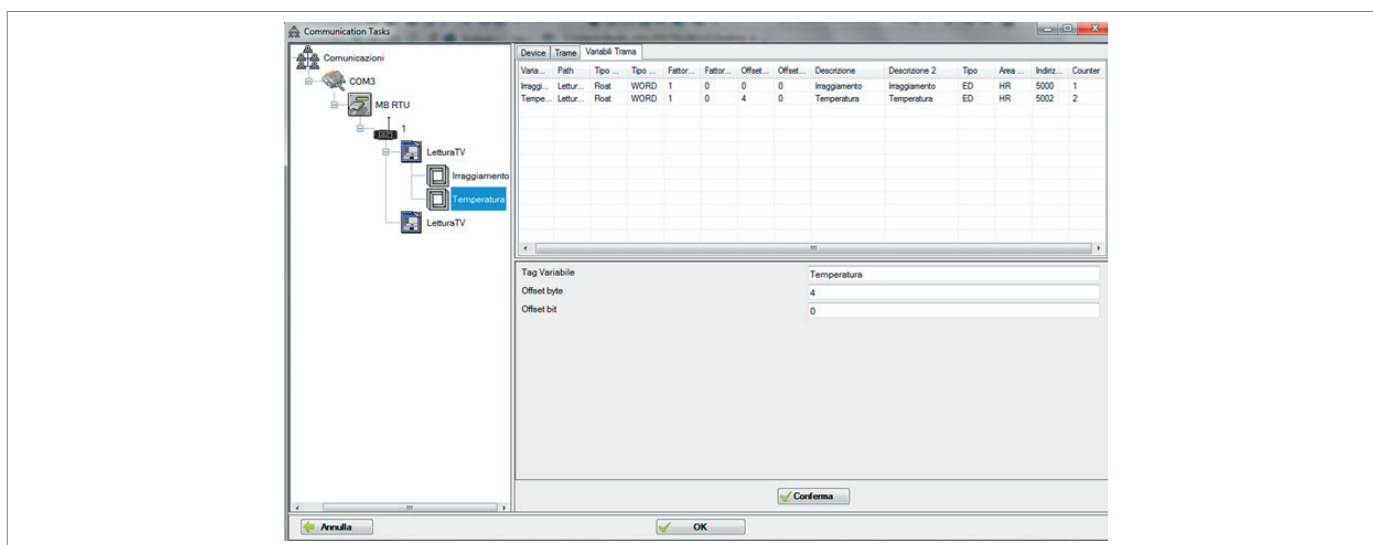 Communication Tasks
Comunicazioni
COM3
MB RTU
1
LetturaTV
Irraggiamento
Temperatura
LetturaTV
Device Trame Variabili Trama
Varia... Path Tipo ... Tipo ... Fattor... Fattor... Offset... Offset... Descrizione Descrizione 2 Tipo Area ... Indiriz... Counter
Irraggi... Lettur... Float WORD 1 0 0 0 Irraggiamento Irraggiamento ED HR 5000 1
Tempe... Lettur... Float WORD 1 0 4 0 Temperatura Temperatura ED HR 5002 2
Tag Variabile Temperatura
Offset byte 4
Offset bit 0
Conferma
Annulla OK